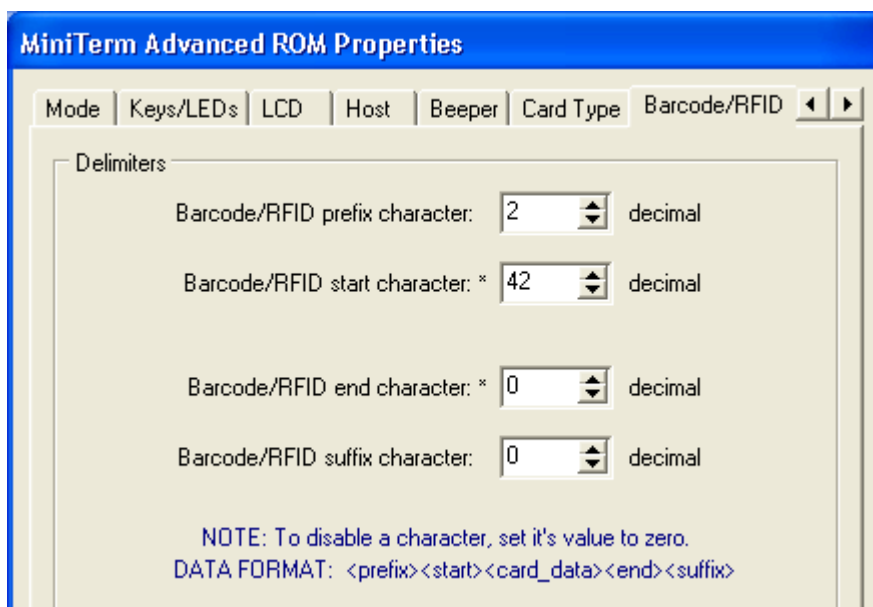 MiniTerm Advanced ROM Properties
Mode Keys/LEDs LCD Host Beeper Card Type Barcode/RFID
Delimiters
Barcode/RFID prefix character: 2 decimal
Barcode/RFID start character: * 42 decimal
Barcode/RFID end character: * 0 decimal
Barcode/RFID suffix character: 0 decimal
NOTE: To disable a character, set it's value to zero.
DATA FORMAT: <prefix><start><card_data><end><suffix>